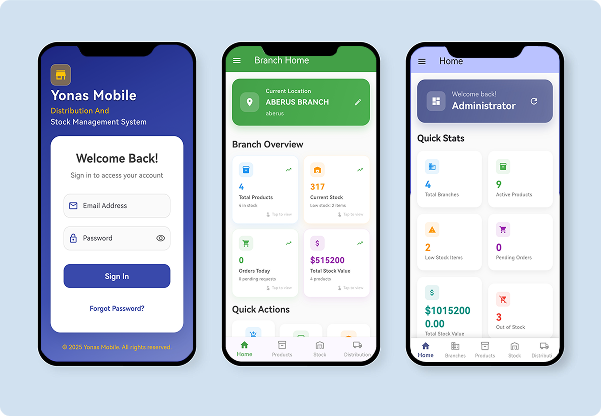 Yonas Mobile
Distribution And
Stock Management System
Welcome Back!
Sign in to access your account
Email Address
Password
Sign In
Forgot Password?
© 2025 Yonas Mobile. All rights reserved.
Branch Home
Current Location
ABERUS BRANCH
aberus
Branch Overview
4
Total Products
4 in stock
Tap to view
317
Current Stock
Low stock: 2 items
Tap to view
0
Orders Today
0 pending requests
Tap to view
$515200
Total Stock Value
4 products
Tap to view
Quick Actions
Home
Products
Stock
Distribution
Home
Welcome back!
Administrator
Quick Stats
4
Total Branches
9
Active Products
2
Low Stock Items
0
Pending Orders
$1015200
0.00
Total Stock Value
3
Out of Stock
Home
Branches
Products
Stock
Distributi